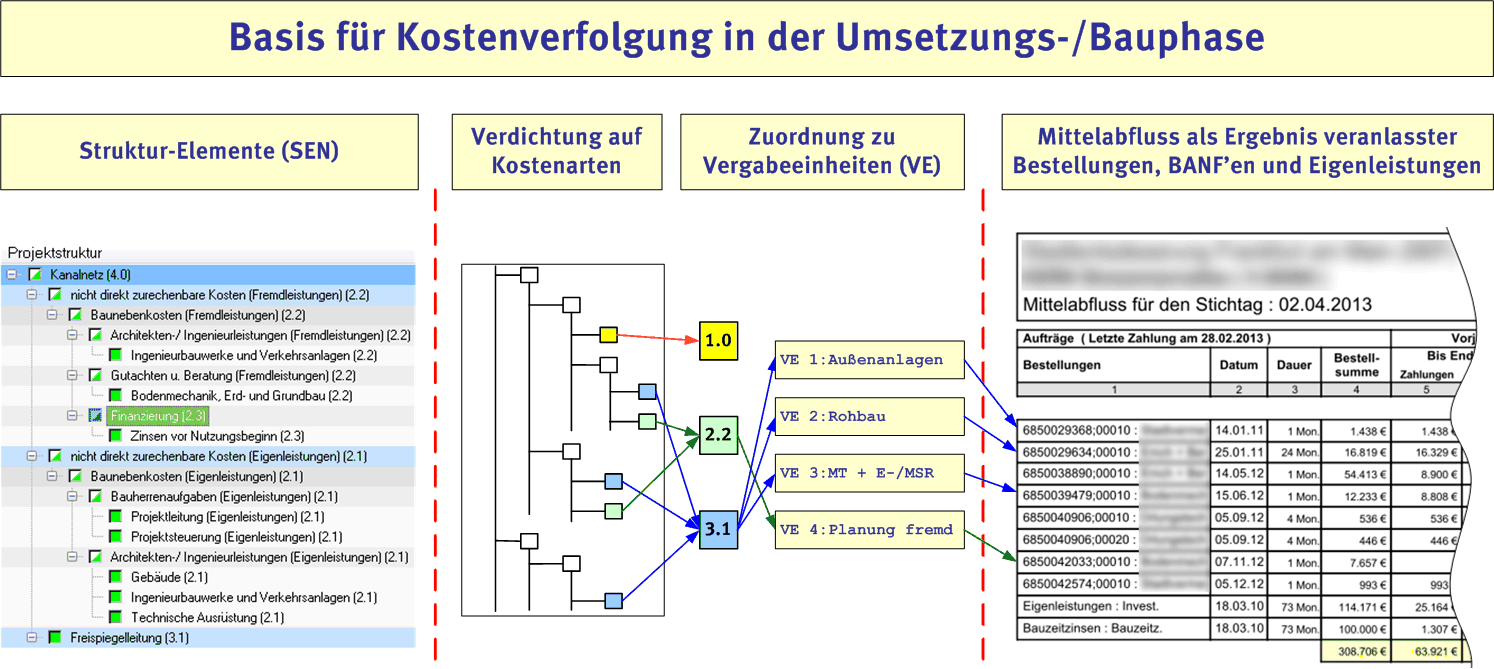 Basis für Kostenverfolgung in der Umsetzungs-/Bauphase
Struktur-Elemente (SEN)
Verdichtung auf
Kostenarten
Zuordnung zu
Vergabeeinheiten (VE)
Mittelabfluss als Ergebnis veranlasster
Bestellungen, BANF'en und Eigenleistungen
Projektstruktur
Kanalnetz (4.0)
nicht direkt zurechenbare Kosten (Fremdleistungen) (2.2)
Baunebenkosten (Fremdleistungen) (2.2)
Architekten-/ Ingenieurleistungen (Fremdleistungen) (2.2)
Ingenieurbauwerke und Verkehrsanlagen (2.2)
Gutachten u. Beratung (Fremdleistungen) (2.2)
Bodenmechanik, Erd- und Grundbau (2.2)
Finanzierung (2.3)
Zinsen vor Nutzungsbeginn (2.3)
nicht direkt zurechenbare Kosten (Eigenleistungen) (2.1)
Baunebenkosten (Eigenleistungen) (2.1)
Bauherrenaufgaben (Eigenleistungen) (2.1)
Projektleitung (Eigenleistungen) (2.1)
Projektsteuerung (Eigenleistungen) (2.1)
Architekten-/ Ingenieurleistungen (Eigenleistungen) (2.1)
Gebäude (2.1)
Ingenieurbauwerke und Verkehrsanlagen (2.1)
Technische Ausrüstung (2.1)
Freispiegelleitung (3.1)
1.0
2.2
3.1
VE 1:Außenanlagen
VE 2:Rohbau
VE 3:MT + E-/MSR
VE 4:Planung fremd
Mittelabfluss für den Stichtag : 02.04.2013
Aufträge ( Letzte Zahlung am 28.02.2013 ) Vorj
Bestellungen Datum Dauer Bestell-summe Bis End Zahlungen
1 2 3 4 5
6850029368;00010 : 14.01.11 1 Mon. 1.438 € 1.438 €
6850029634;00010 : 25.01.11 24 Mon. 16.819 € 16.329 €
6850038890;00010 : 14.05.12 1 Mon. 54.413 € 8.900 €
6850039479;00010 : 15.06.12 1 Mon. 12.233 € 8.808 €
6850040906;00010 : 05.09.12 4 Mon. 536 € 536 €
6850040906;00020 : 05.09.12 4 Mon. 446 € 446 €
6850042033;00010 : 07.11.12 1 Mon. 7.657 €
6850042574;00010 : 05.12.12 1 Mon. 993 € 993
Eigenleistungen : Invest. 18.03.10 73 Mon. 114.171 € 25.164
Bauzeitzinsen : Bauzeitz. 18.03.10 73 Mon. 100.000 € 1.307 €
308.706 € 63.921 €